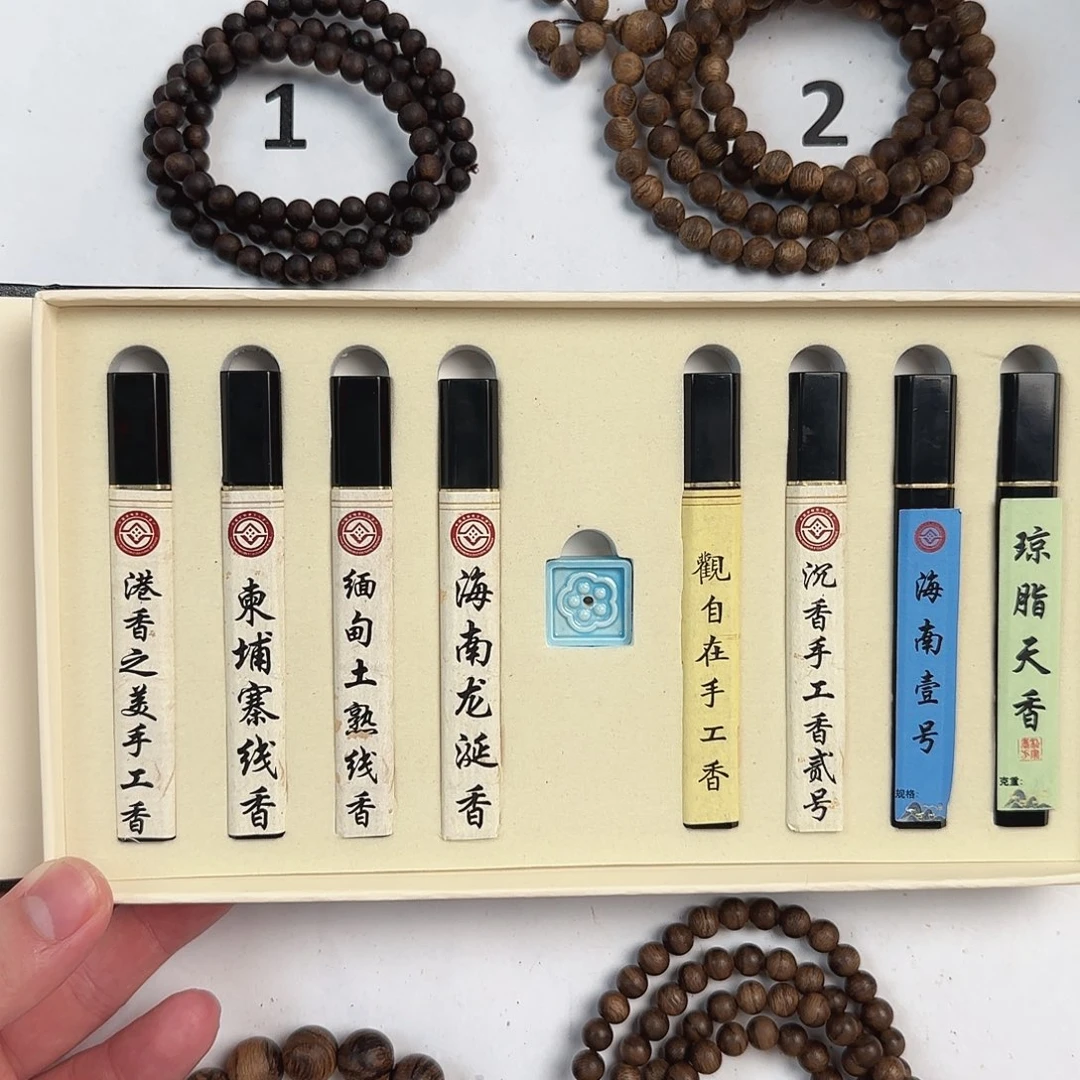 1
2
港香之美手工香
柬埔寨线香
缅甸土熟线香
海南龙涎香
觀自在手工香
沉香手工香贰号
海南壹号
规格:
琼脂天香
克重: